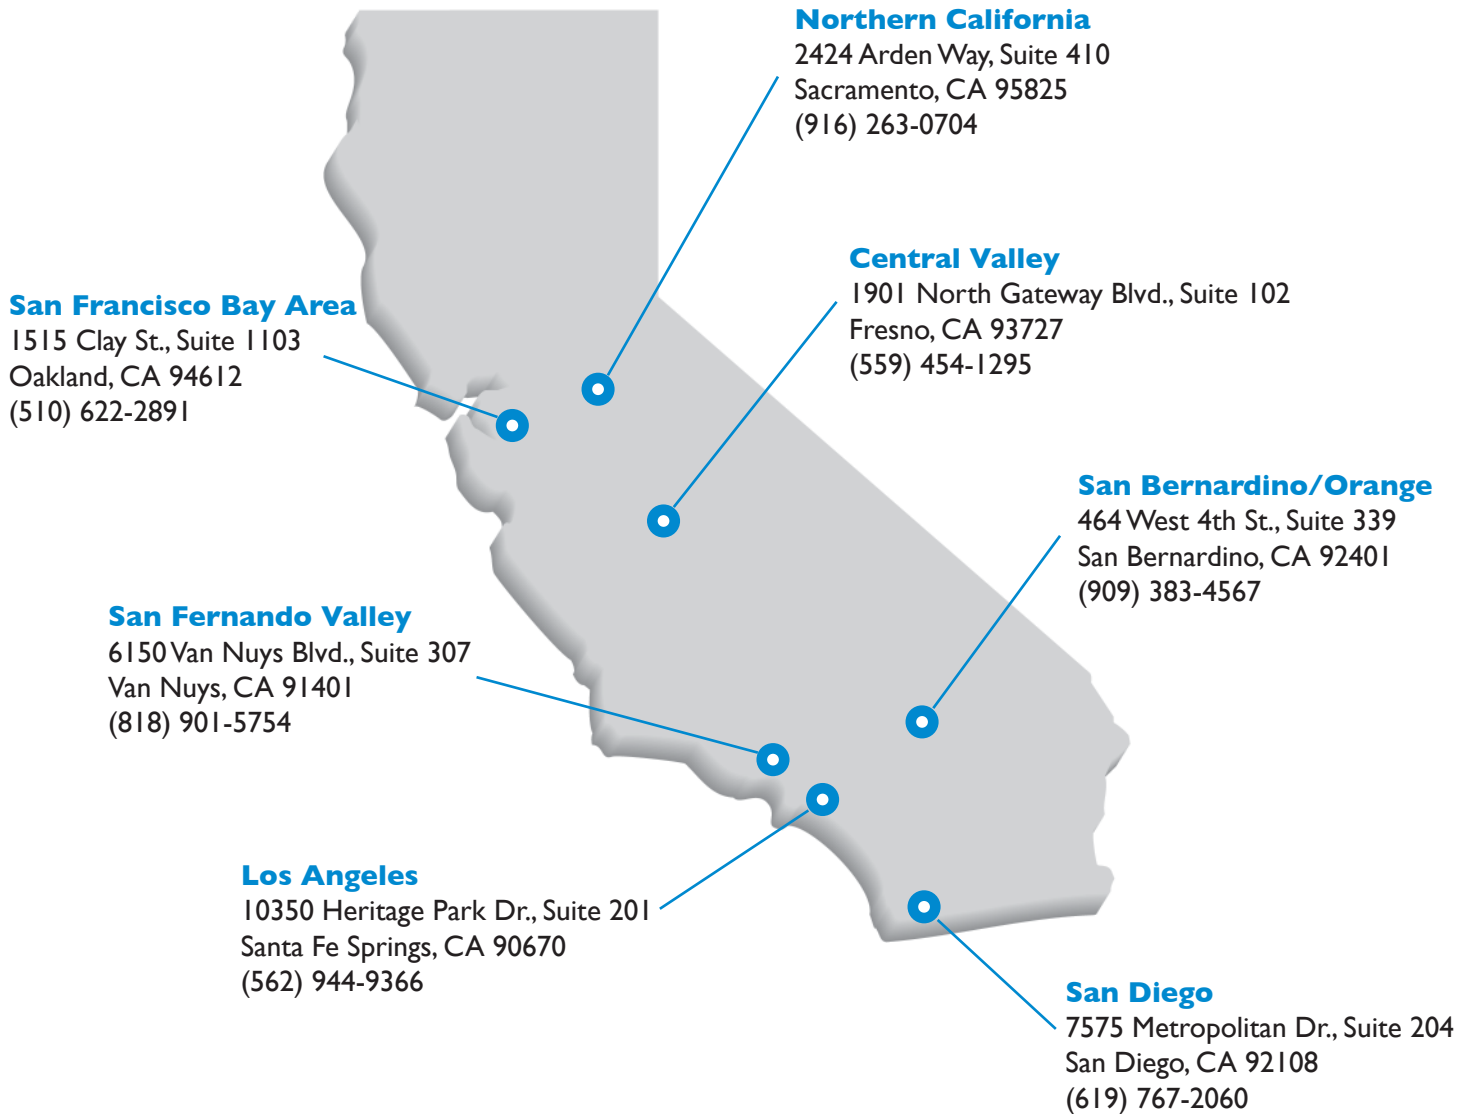 Northern California
2424 Arden Way, Suite 410
Sacramento, CA 95825
(916) 263-0704
Central Valley
1901 North Gateway Blvd., Suite 102
Fresno, CA 93727
(559) 454-1295
San Francisco Bay Area
1515 Clay St., Suite 1103
Oakland, CA 94612
(510) 622-2891
San Bernardino/Orange
464 West 4th St., Suite 339
San Bernardino, CA 92401
(909) 383-4567
San Fernando Valley
6150 Van Nuys Blvd., Suite 307
Van Nuys, CA 91401
(818) 901-5754
Los Angeles
10350 Heritage Park Dr., Suite 201
Santa Fe Springs, CA 90670
(562) 944-9366
San Diego
7575 Metropolitan Dr., Suite 204
San Diego, CA 92108
(619) 767-2060